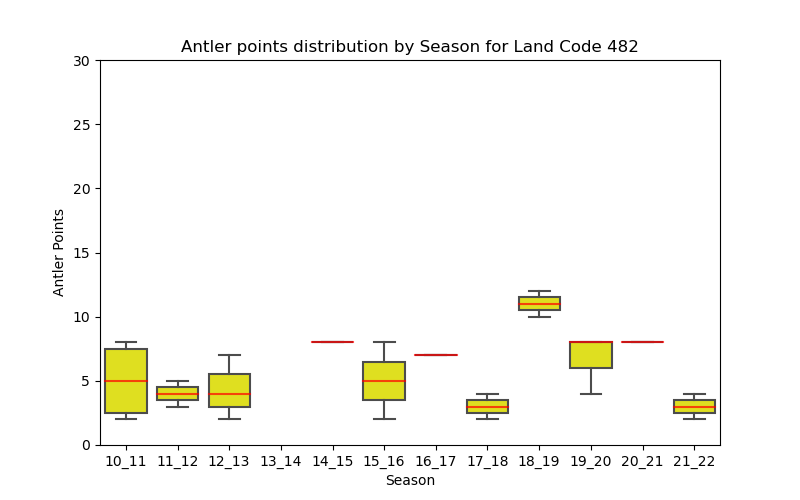 Antler points distribution by Season for Land Code 482
30
25
20
15
10
5
0
Antler Points
10_11 11_12 12_13 13_14 14_15 15_16 16_17 17_18 18_19 19_20 20_21 21_22
Season